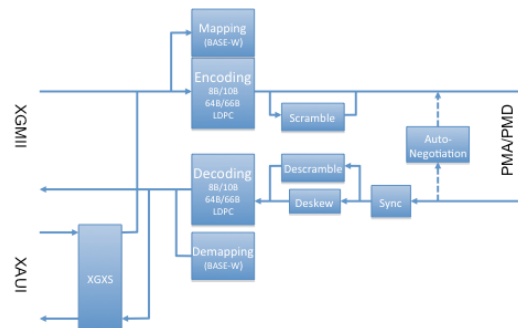 Mapping
(BASE-W)
Encoding
8B/10B
64B/66B
LDPC
XGMII
Scramble
Auto-
Negotiation
PMA/PMD
Decoding
8B/10B
64B/66B
LDPC
Descramble
Deskew
Sync
Demapping
(BASE-W)
XAUI
XGXS